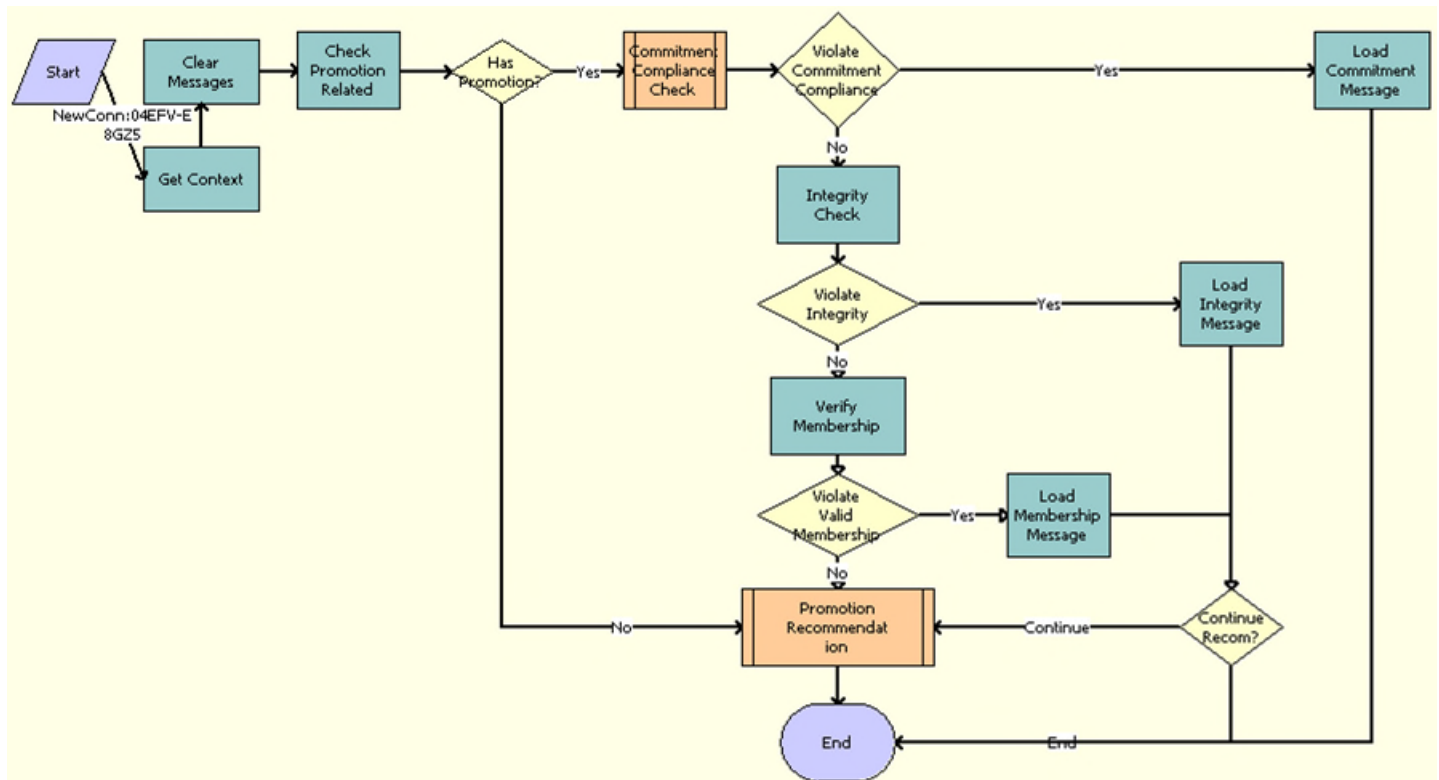 Start
NewConn:04EFV-E
8GZ5
Get Context
Clear
Messages
Check
Promotion
Related
Has
Promotion?
Yes
Commitment
Compliance
Check
Violate
Commitment
Compliance
Yes
Load
Commitment
Message
No
Integrity
Check
Violate
Integrity
Yes
Load
Integrity
Message
No
Verify
Membership
Violate
Valid
Membership
Yes
Load
Membership
Message
No
No
Promotion
Recommendat
ion
Continue
Continue
Recom?
End
End